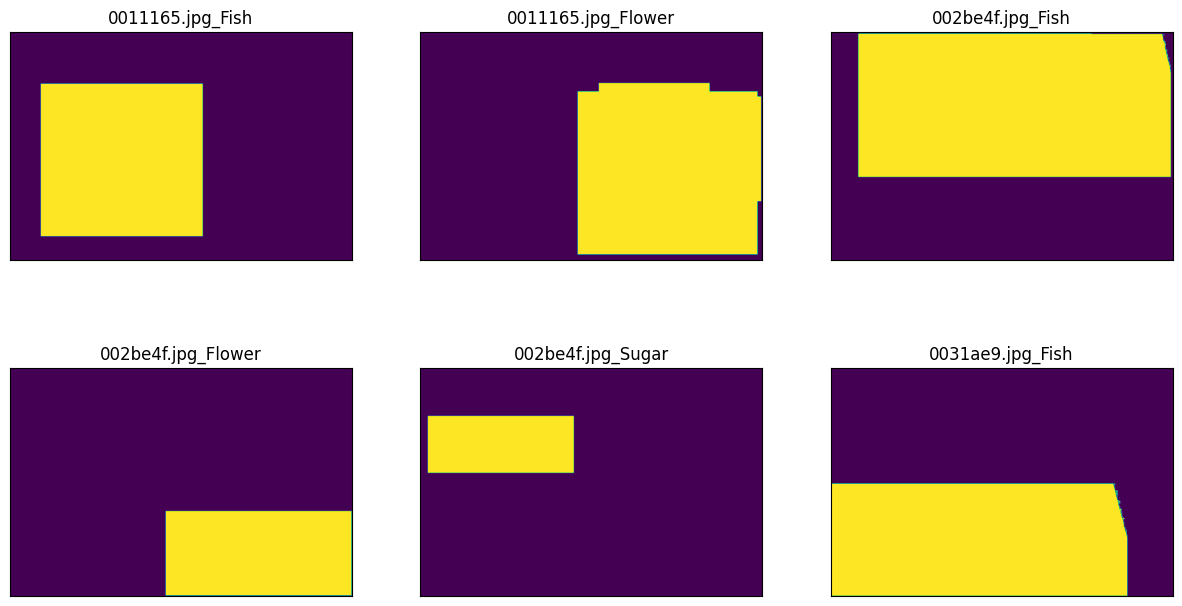 0011165.jpg_Fish
0011165.jpg_Flower
002be4f.jpg_Fish
002be4f.jpg_Flower
002be4f.jpg_Sugar
0031ae9.jpg_Fish